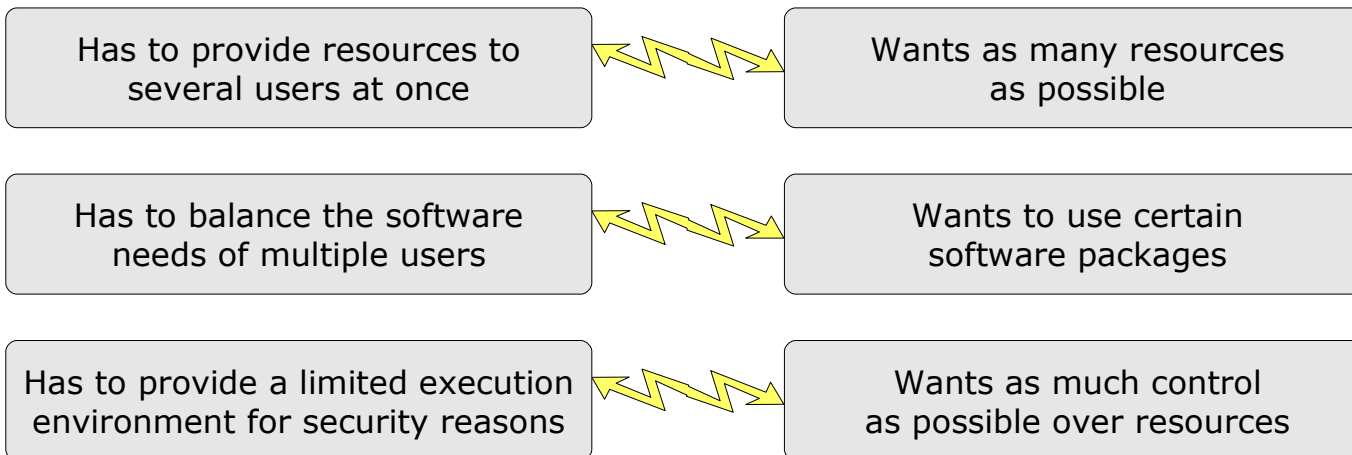 Has to provide resources to
several users at once
Wants as many resources
as possible
Has to balance the software
needs of multiple users
Wants to use certain
software packages
Has to provide a limited execution
environment for security reasons
Wants as much control
as possible over resources